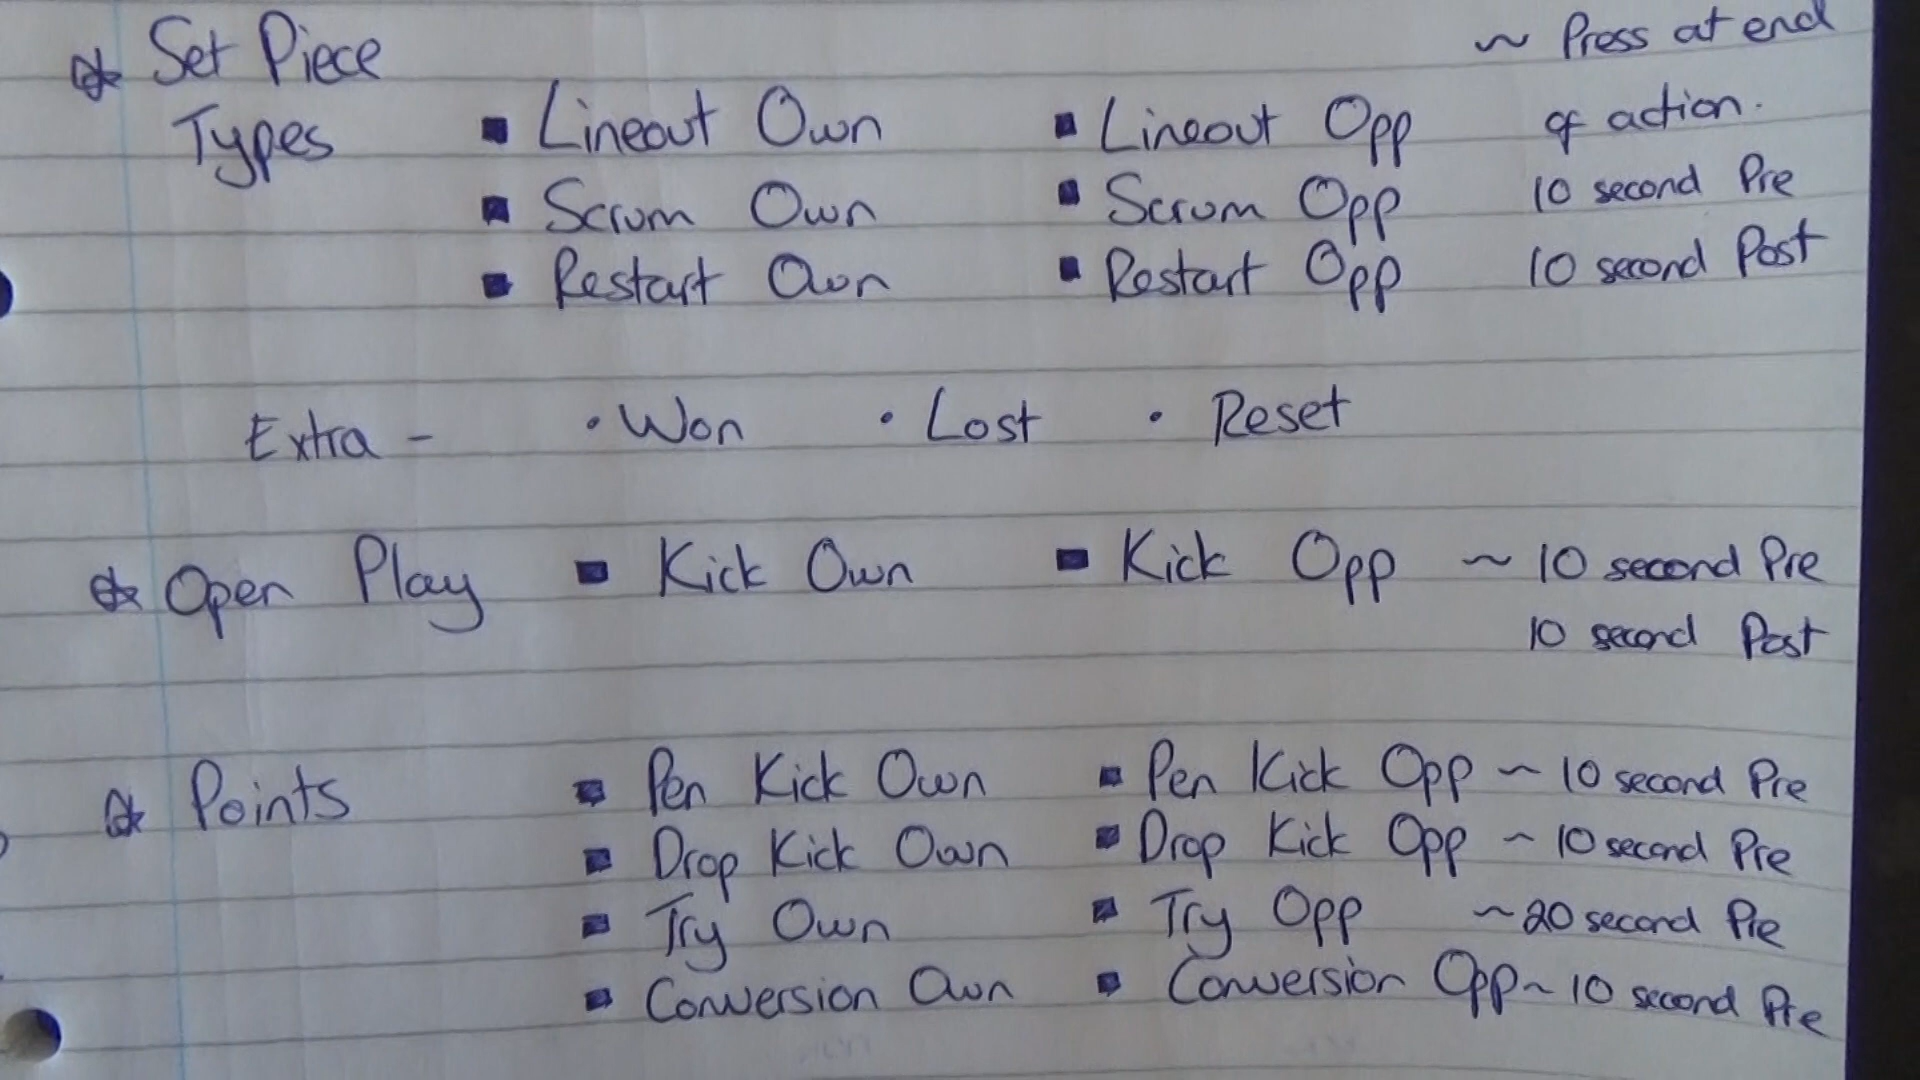 Set Piece ~ Press at end
Types ▪ Lineout Own ▪ Lineout Opp of action.
▪ Scrum Own ▪ Scrum Opp 10 second Pre
▪ Restart Own ▪ Restart Opp 10 second Post
Extra - • Won • Lost • Reset
Open Play ▪ Kick Own ▪ Kick Opp ~ 10 second Pre
10 second Post
Points ▪ Pen Kick Own ▪ Pen Kick Opp ~ 10 second Pre
▪ Drop Kick Own ▪ Drop Kick Opp ~ 10 second Pre
▪ Try Own ▪ Try Opp ~ 20 second Pre
▪ Conversion Own ▪ Conversion Opp ~ 10 second Pre